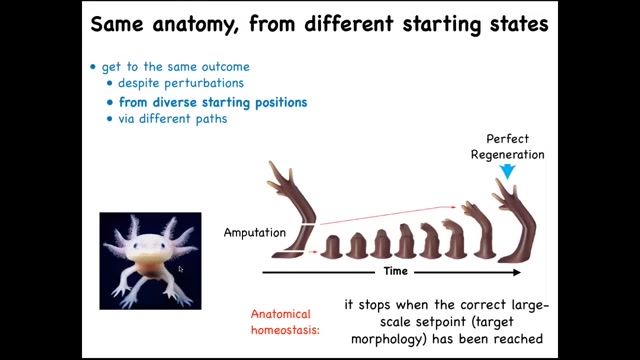 Same anatomy, from different starting states
• get to the same outcome
• despite perturbations
• from diverse starting positions
• via different paths
Perfect
Regeneration
Amputation
Time
Anatomical
homeostasis:
it stops when the correct large-
scale setpoint (target
morphology) has been reached